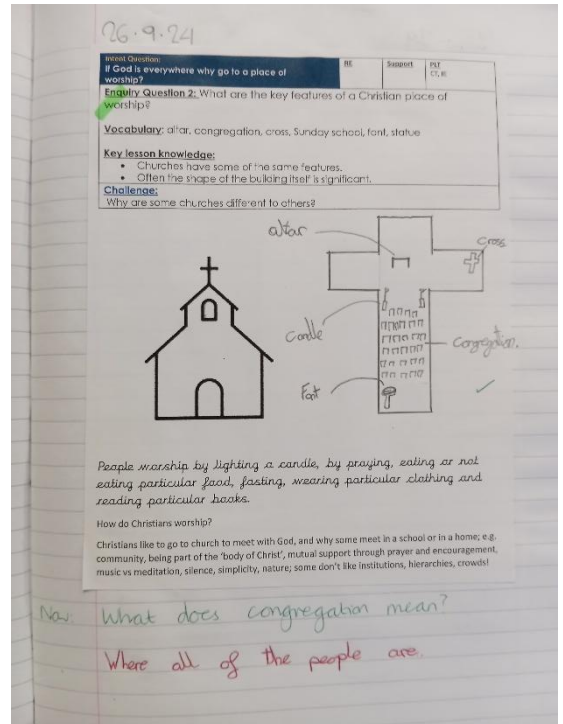 26.9.24
Intent Question:
If God is everywhere why go to a place of
worship?
RE
Support
Enquiry Question 2: What are the key features of a Christian place of
worship?
Vocabulary: altar, congregation, cross, Sunday school, font, statue
Key lesson knowledge:
• Churches have some of the same features.
• Often the shape of the building itself is significant.
Challenge:
Why are some churches different to others?
altar
Cross
Candle
Congregation.
Font
People worship by lighting a candle, by praying, eating or not
eating particular food, fasting, wearing particular clothing and
reading particular books.
How do Christians worship?
Christians like to go to church to meet with God, and why some meet in a school or in a home; e.g.
community, being part of the 'body of Christ', mutual support through prayer and encouragement,
music vs meditation, silence, simplicity, nature; some don't like institutions, hierarchies, crowds!
Now: What does congregation mean?
Where all of the people are.